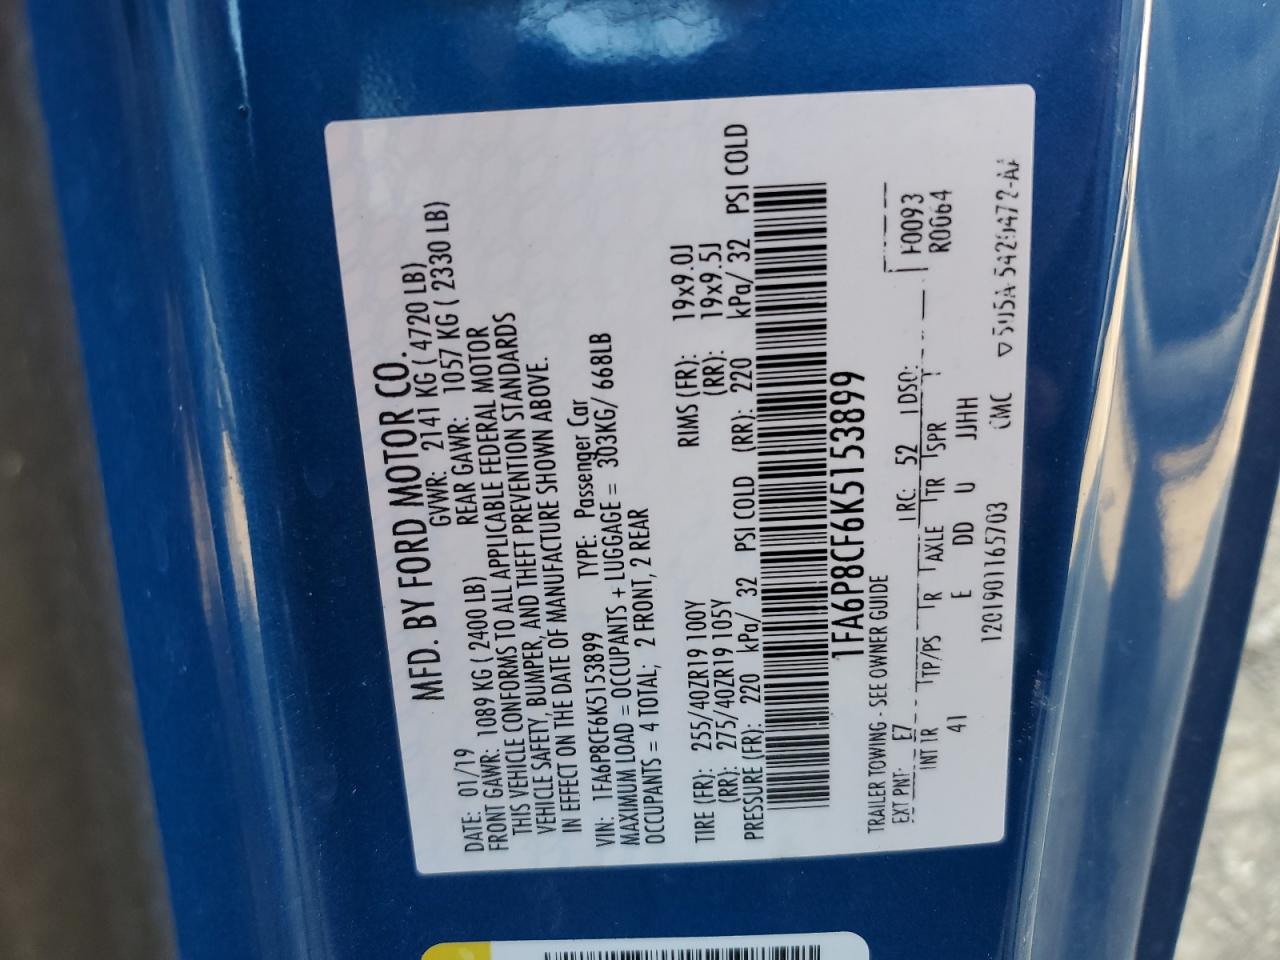 MFD. BY FORD MOTOR CO.
DATE: 01/19 GVWR: 2141 KG ( 4720 LB)
FRONT GAWR: 1089 KG ( 2400 LB) REAR GAWR: 1057 KG ( 2330 LB)
THIS VEHICLE CONFORMS TO ALL APPLICABLE FEDERAL MOTOR
VEHICLE SAFETY, BUMPER, AND THEFT PREVENTION STANDARDS
IN EFFECT ON THE DATE OF MANUFACTURE SHOWN ABOVE.
VIN: 1FA6P8CF6K5153899 TYPE: Passenger Car
MAXIMUM LOAD = OCCUPANTS + LUGGAGE = 303KG/ 668LB
OCCUPANTS = 4 TOTAL; 2 FRONT, 2 REAR
TIRE (FR): 255/40ZR19 100Y RIMS (FR): 19x9.0J
(RR): 275/40ZR19 105Y (RR): 19x9.5J
PRESSURE (FR): 220 kPa/ 32 PSI COLD (RR): 220 kPa/ 32 PSI COLD
1FA6P8CF6K5153899
TRAILER TOWING - SEE OWNER GUIDE
EXT PNT: E7 RC: 52 DSO: F0093
INT TR TP/PS R AXLE TR SPR R0064
41 E DD U JJHH
120190116570​3 CMC